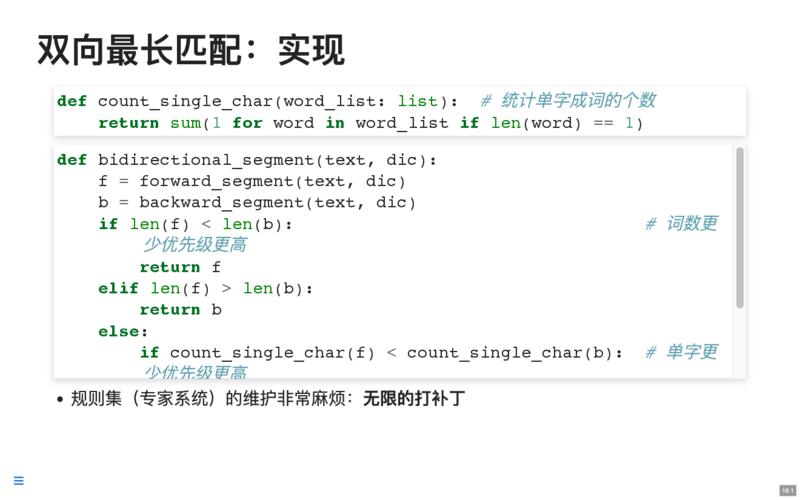 双向最长匹配：实现
def count_single_char(word_list: list):  # 统计单字成词的个数
    return sum(1 for word in word_list if len(word) == 1)
def bidirectional_segment(text, dic):
    f = forward_segment(text, dic)
    b = backward_segment(text, dic)
    if len(f) < len(b):                                  # 词数更
        少优先级更高
        return f
    elif len(f) > len(b):
        return b
    else:
        if count_single_char(f) < count_single_char(b):  # 单字更
        少优先级更高
• 规则集（专家系统）的维护非常麻烦：无限的打补丁
18.1